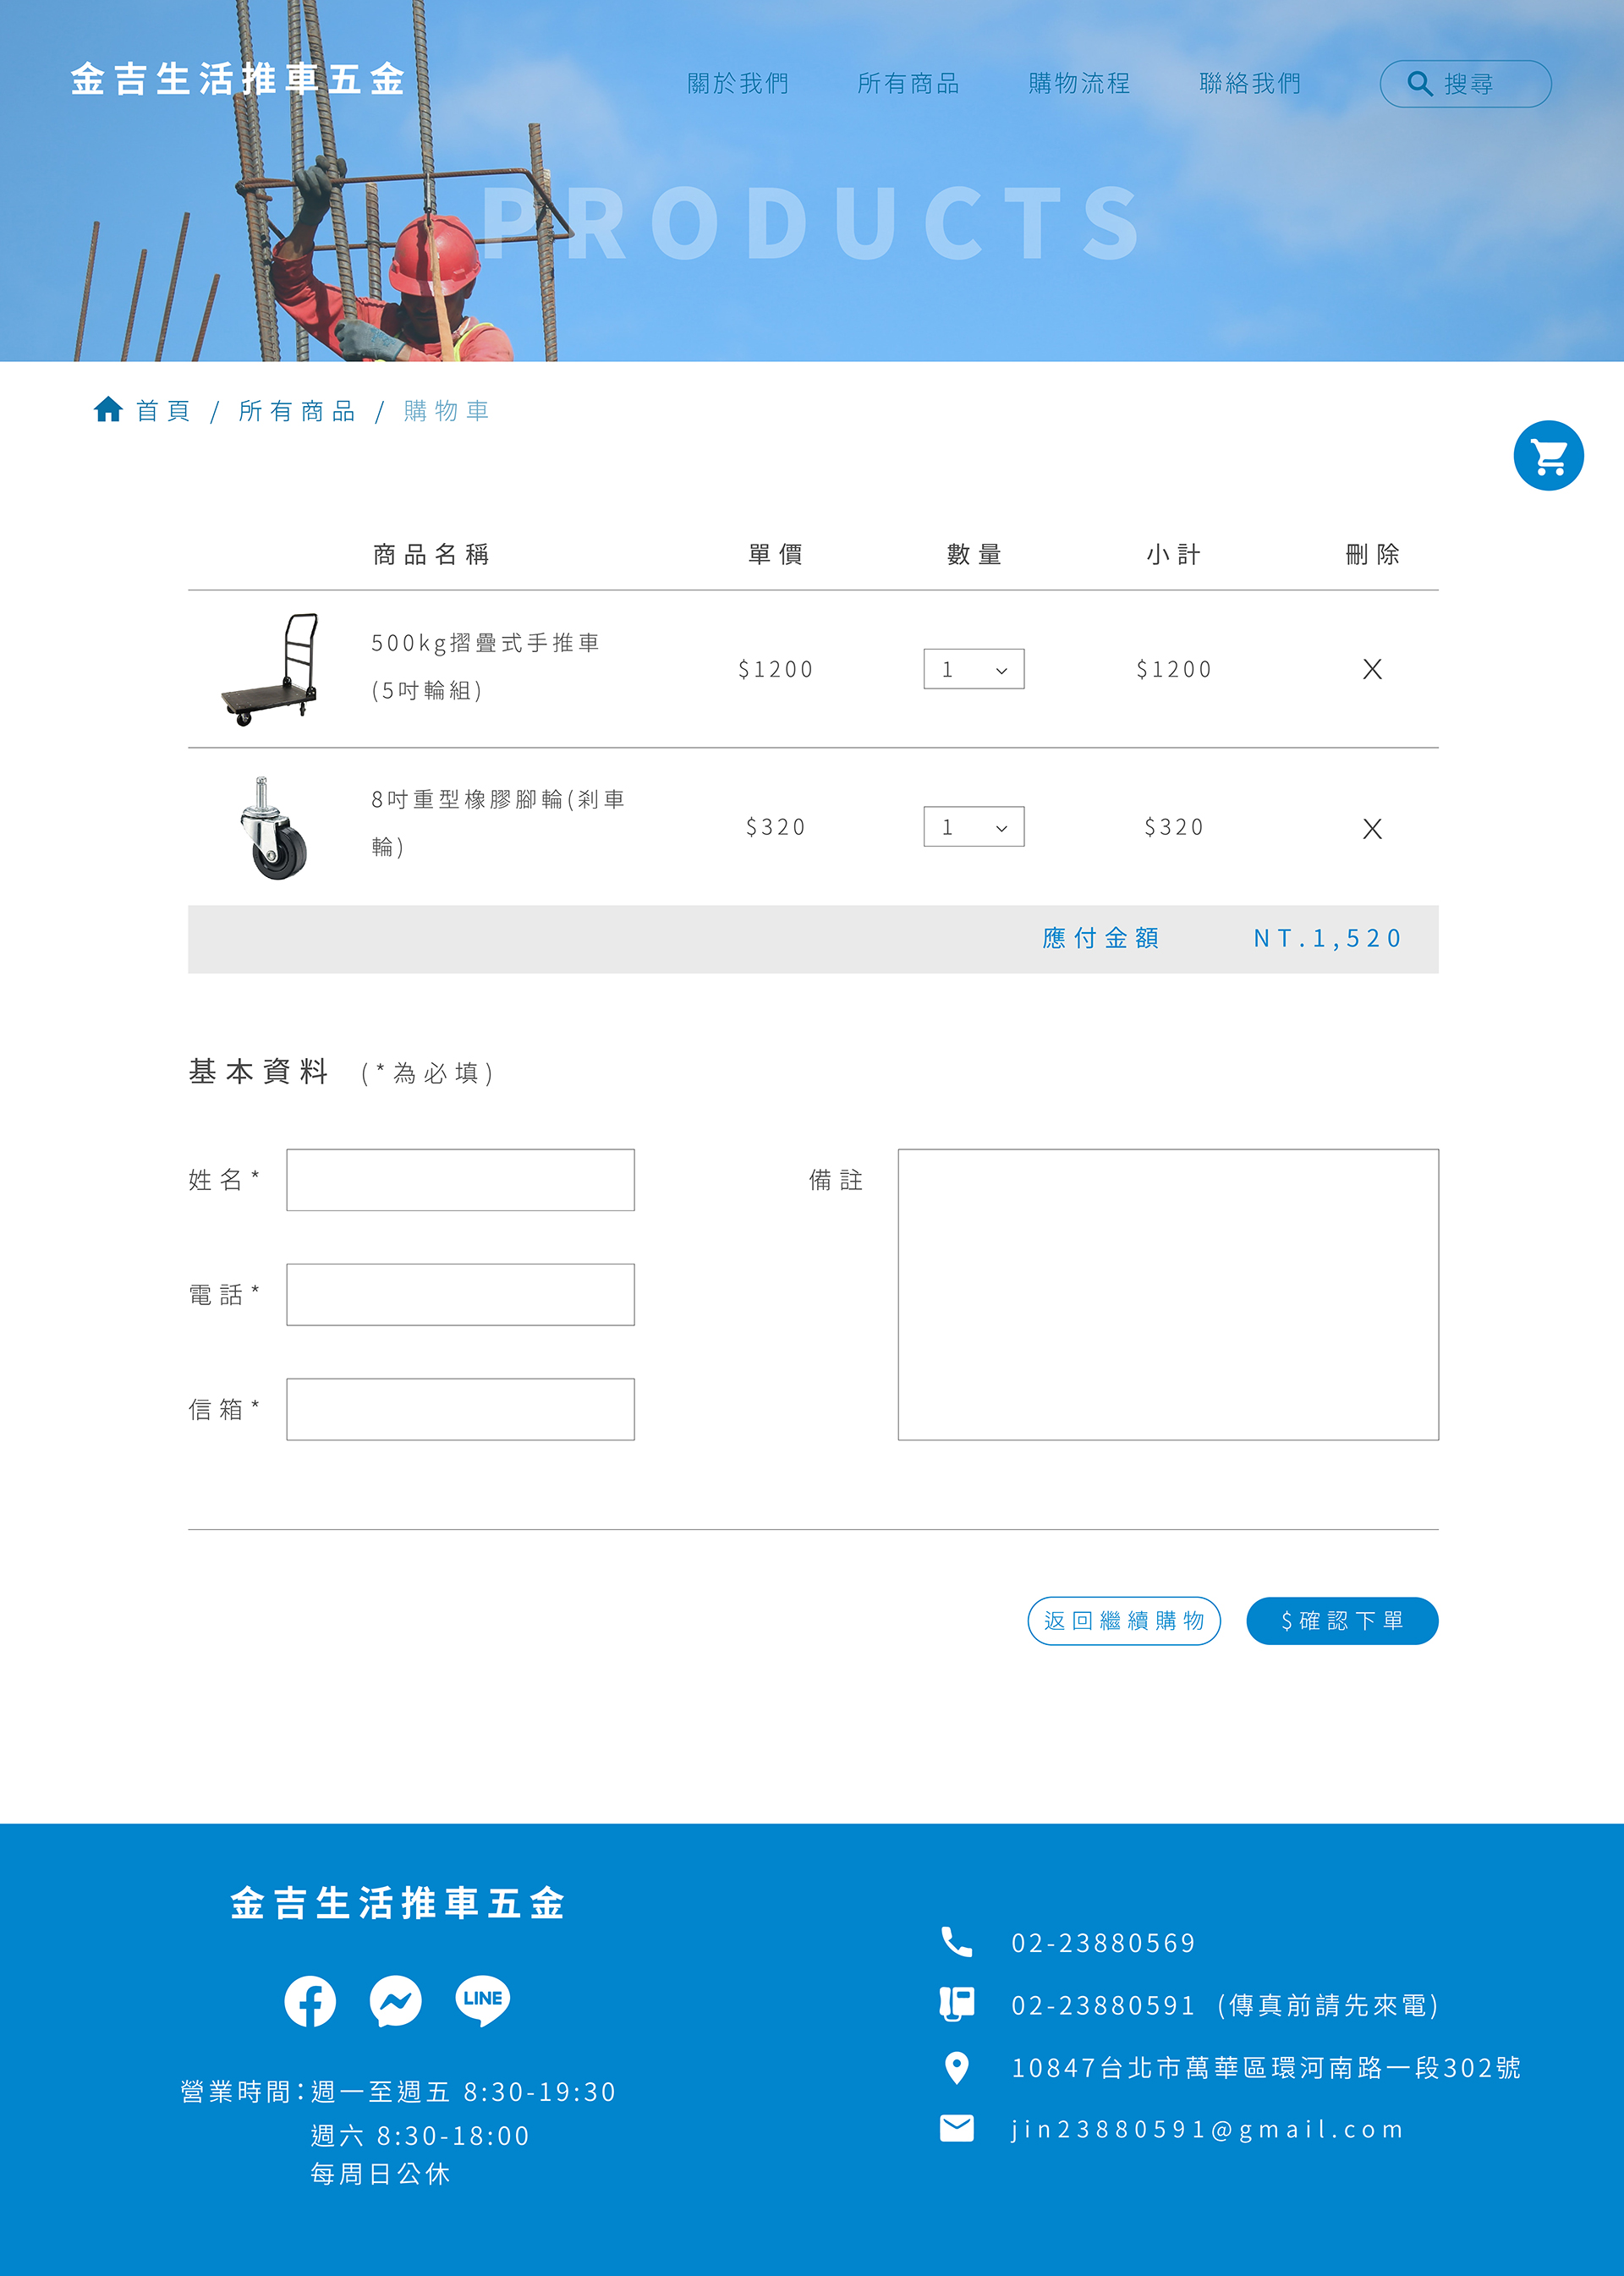 金吉生活推車五金
關於我們 所有商品 購物流程 聯絡我們 搜尋
PRODUCTS
首頁 / 所有商品 / 購物車
商品名稱 單價 數量 小計 刪除
500kg摺疊式手推車
(5吋輪組)
$1200 1 $1200 X
8吋重型橡膠腳輪(剎車
輪)
$320 1 $320 X
應付金額 NT.1,520
基本資料 (*為必填)
姓名*
備註
電話*
信箱*
返回繼續購物 $確認下單
金吉生活推車五金
LINE
營業時間：週一至週五 8:30-19:30
週六 8:30-18:00
每周日公休
02-23880569
02-23880591 (傳真前請先來電)
10847台北市萬華區環河南路一段302號
jin23880591@gmail.com